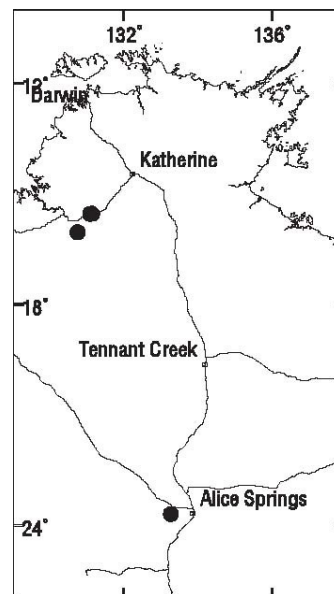 132° 136°
12°
Darwin
Katherine
18°
Tennant Creek
Alice Springs
24°